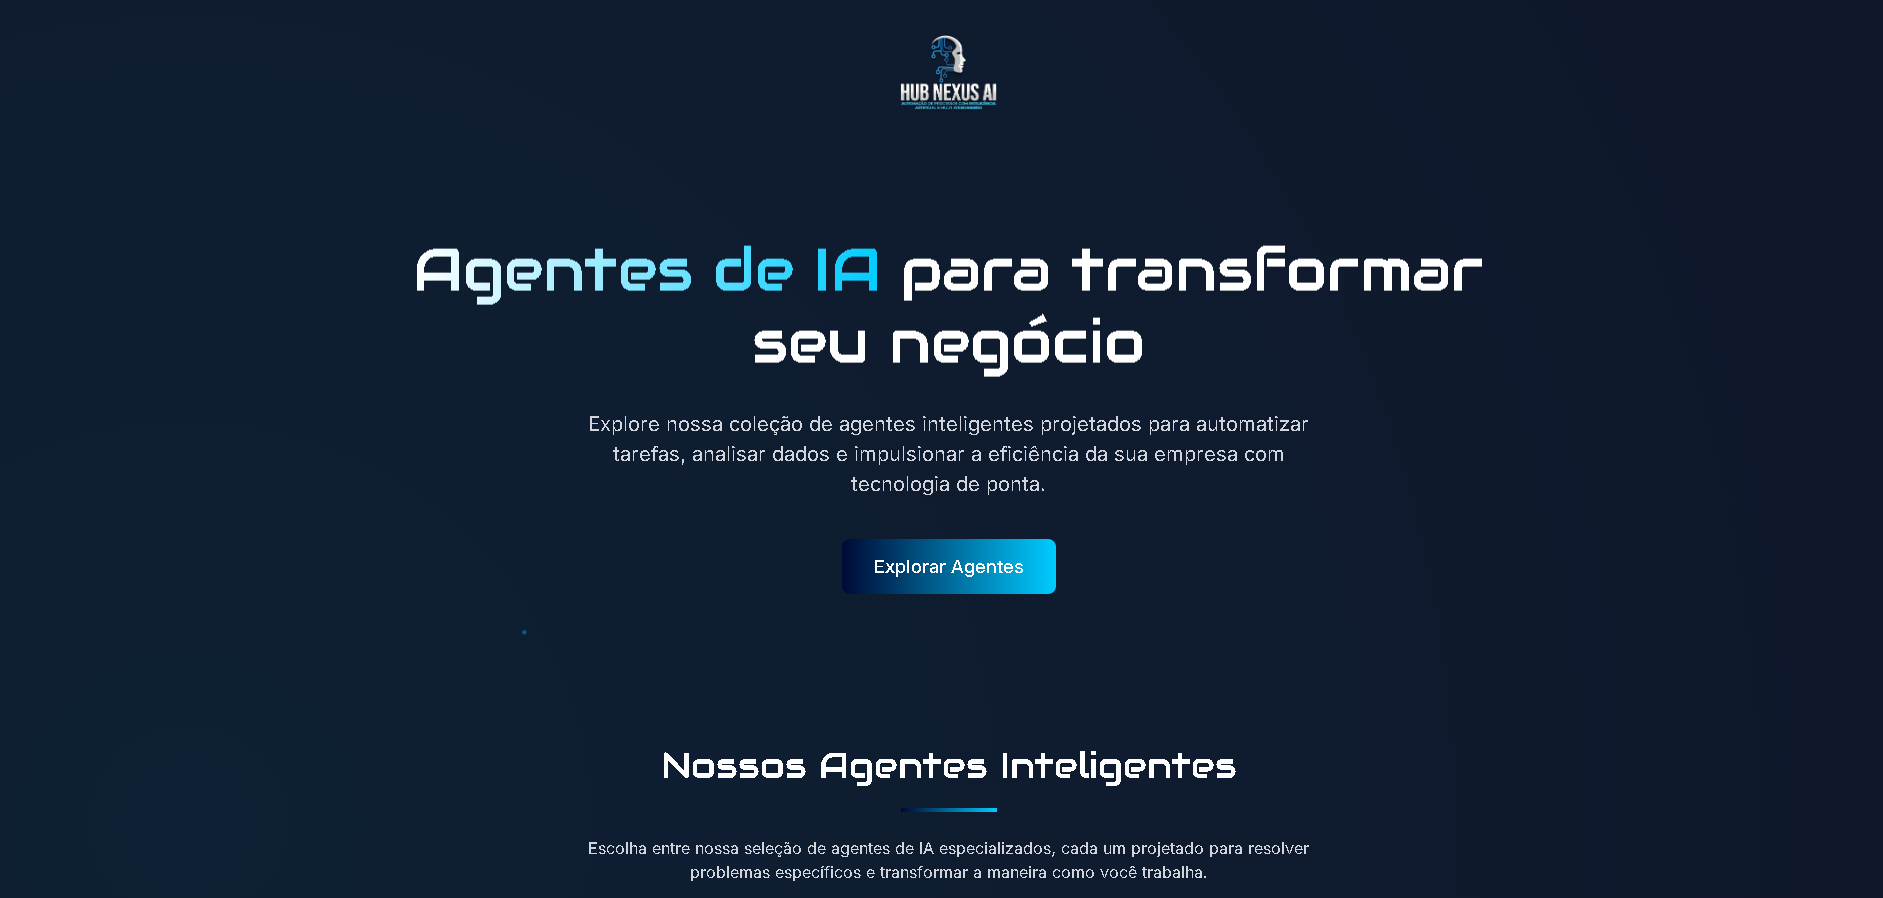 HUB NEXUS AI
Agentes de IA para transformar
seu negócio
Explore nossa coleção de agentes inteligentes projetados para automatizar
tarefas, analisar dados e impulsionar a eficiência da sua empresa com
tecnologia de ponta.
Explorar Agentes
Nossos Agentes Inteligentes
Escolha entre nossa seleção de agentes de IA especializados, cada um projetado para resolver
problemas específicos e transformar a maneira como você trabalha.